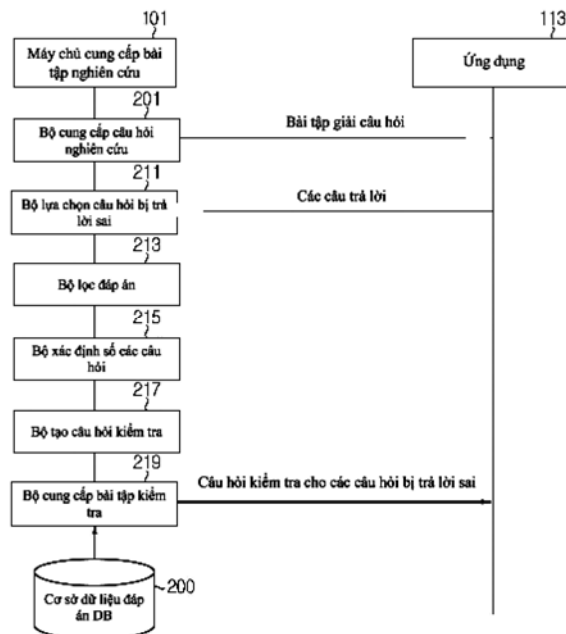 101
113
Máy chủ cung cấp bài
tập nghiên cứu
Ứng dụng
201
Bộ cung cấp câu hỏi
nghiên cứu
Bài tập giải câu hỏi
211
Bộ lựa chọn câu hỏi bị trả
lời sai
Các câu trả lời
213
Bộ lọc đáp án
215
Bộ xác định số các câu
hỏi
217
Bộ tạo câu hỏi kiểm tra
219
Bộ cung cấp bài tập kiểm
tra
Câu hỏi kiểm tra cho các câu hỏi bị trả lời sai
Cơ sở dữ liệu đáp
án DB
200